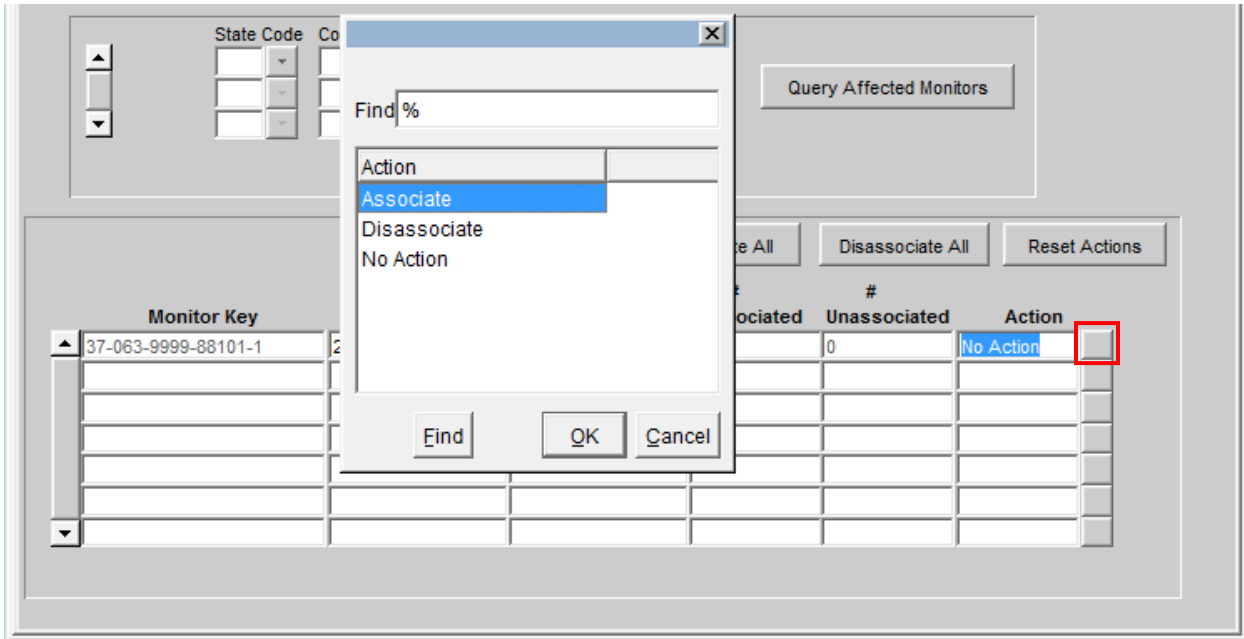 State Code Co
Query Affected Monitors
Find %
Action
Associate
Disassociate
No Action
Find OK Cancel
te All Disassociate All Reset Actions
# #
Monitor Key ociated Unassociated Action
37-063-9999-88101-1 2 0 No Action